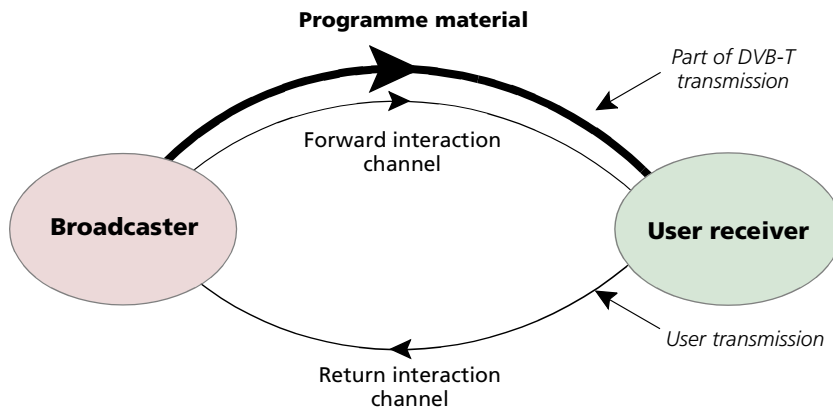 Programme material
Part of DVB-T
transmission
Forward interaction
channel
Broadcaster
User receiver
User transmission
Return interaction
channel